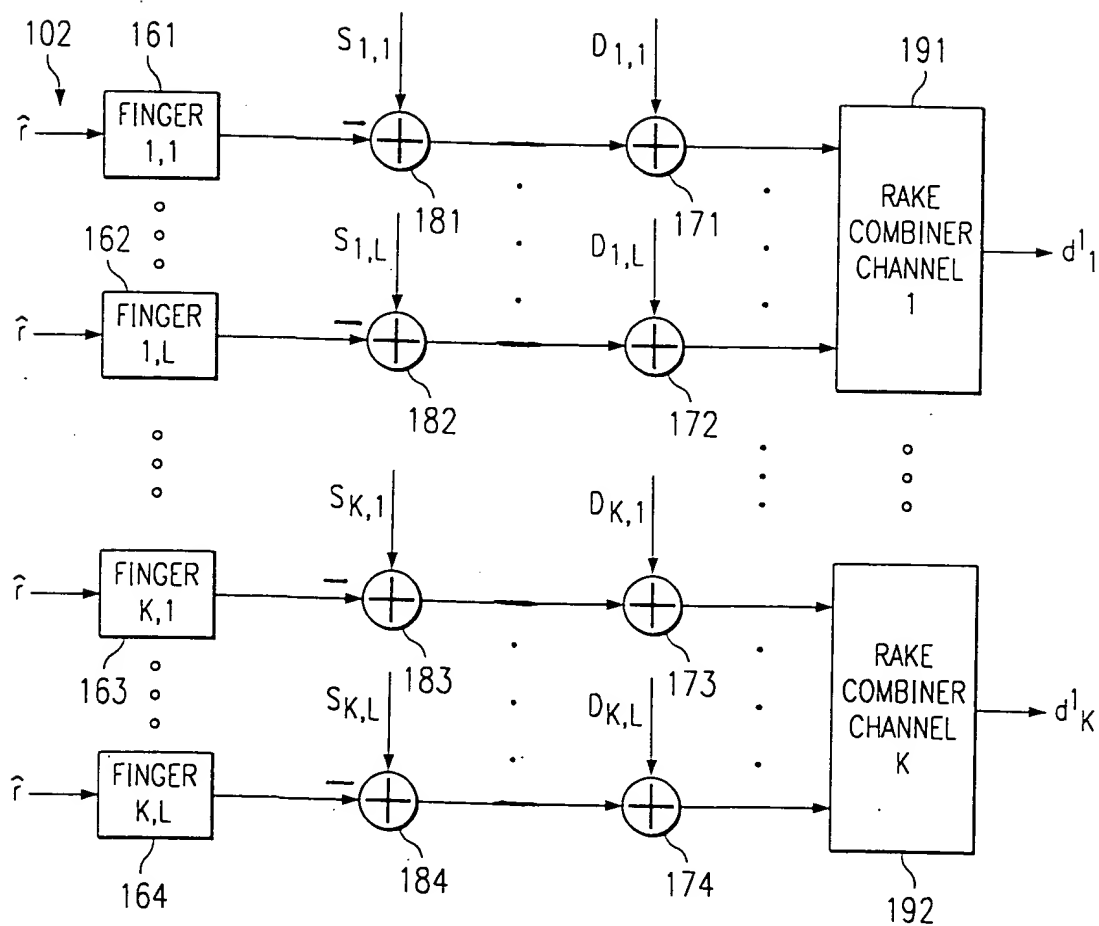 102
161
S1,1
D1,1
191
r̂
FINGER
1,1
−
181
171
RAKE
COMBINER
CHANNEL
1
d¹1
162
S1,L
D1,L
r̂
FINGER
1,L
−
182
172
SK,1
DK,1
r̂
FINGER
K,1
−
163
183
173
RAKE
COMBINER
CHANNEL
K
d¹K
SK,L
DK,L
r̂
FINGER
K,L
−
164
184
174
192